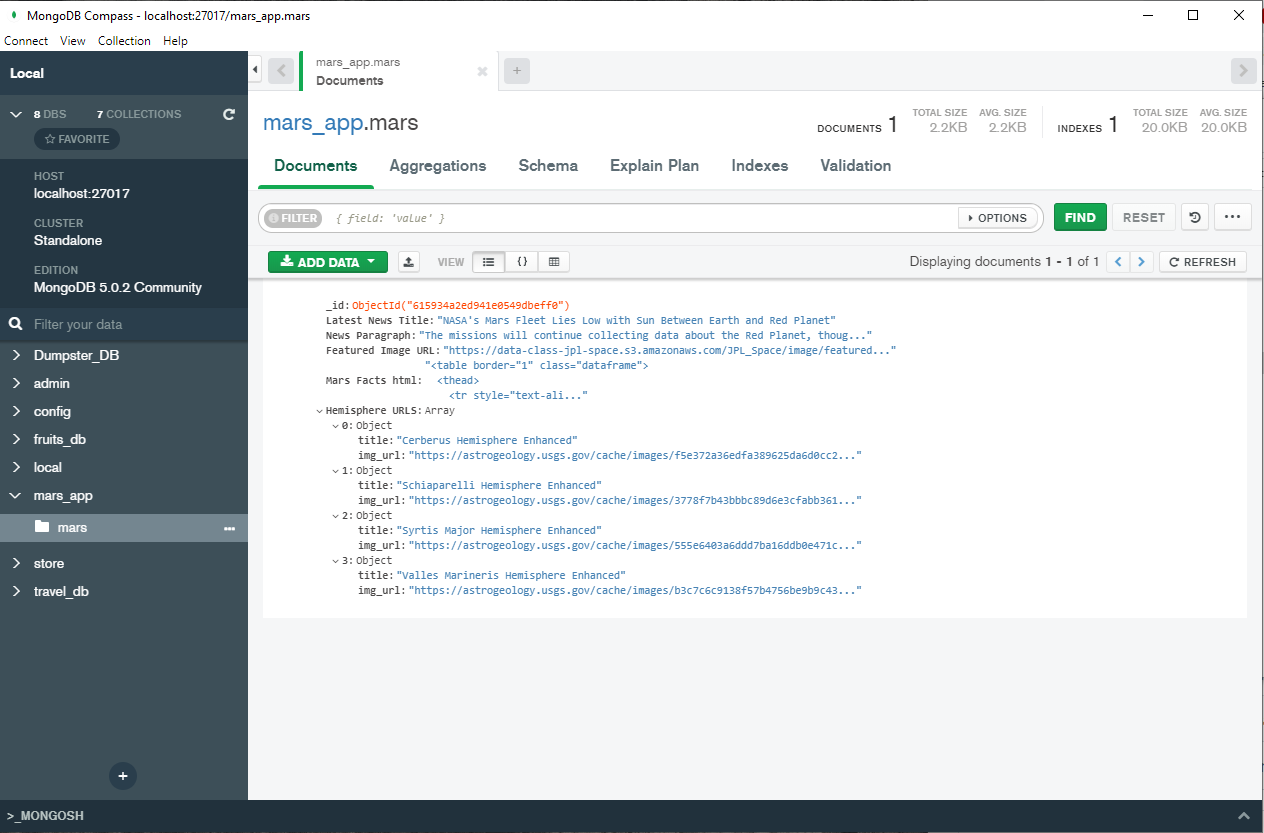 MongoDB Compass - localhost:27017/mars_app.mars
Connect View Collection Help
Local
8 DBS 7 COLLECTIONS
FAVORITE
HOST
localhost:27017
CLUSTER
Standalone
EDITION
MongoDB 5.0.2 Community
Filter your data
Dumpster_DB
admin
config
fruits_db
local
mars_app
mars
store
travel_db
mars_app.mars
Documents
mars_app.mars
DOCUMENTS 1 TOTAL SIZE 2.2KB AVG. SIZE 2.2KB INDEXES 1 TOTAL SIZE 20.0KB AVG. SIZE 20.0KB
Documents Aggregations Schema Explain Plan Indexes Validation
FILTER { field: 'value' } OPTIONS FIND RESET
ADD DATA VIEW {} Displaying documents 1 - 1 of 1 REFRESH
_id: ObjectId("615934a2ed941e0549dbeff0")
Latest News Title: "NASA's Mars Fleet Lies Low with Sun Between Earth and Red Planet"
News Paragraph: "The missions will continue collecting data about the Red Planet, thoug..."
Featured Image URL: "https://data-class-jpl-space.s3.amazonaws.com/JPL_Space/image/featured..."
"<table border="1" class="dataframe">
Mars Facts html: <thead>
<tr style="text-ali..."
Hemisphere URLS: Array
0: Object
title: "Cerberus Hemisphere Enhanced"
img_url: "https://astrogeology.usgs.gov/cache/images/f5e372a36edfa389625da6d0cc2..."
1: Object
title: "Schiaparelli Hemisphere Enhanced"
img_url: "https://astrogeology.usgs.gov/cache/images/3778f7b43bbbc89d6e3cfabb361..."
2: Object
title: "Syrtis Major Hemisphere Enhanced"
img_url: "https://astrogeology.usgs.gov/cache/images/555e6403a6ddd7ba16ddb0e471c..."
3: Object
title: "Valles Marineris Hemisphere Enhanced"
img_url: "https://astrogeology.usgs.gov/cache/images/b3c7c6c9138f57b4756be9b9c43..."
>_MONGOSH